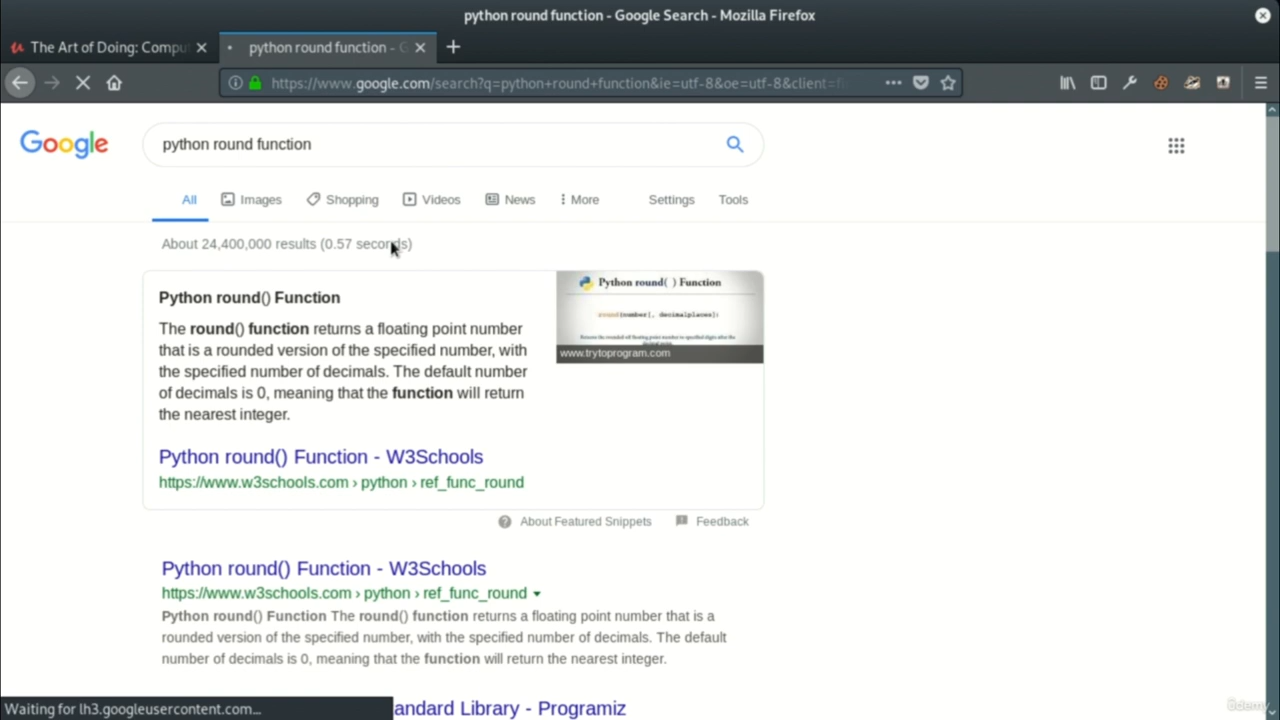 python round function - Google Search - Mozilla Firefox
The Art of Doing: Compu
python round function - G
https://www.google.com/search?q=python+round+function&ie=utf-8&oe=utf-8&client=f
Google
python round function
All Images Shopping Videos News More Settings Tools
About 24,400,000 results (0.57 seconds)
Python round() Function
The round() function returns a floating point number
that is a rounded version of the specified number, with
the specified number of decimals. The default number
of decimals is 0, meaning that the function will return
the nearest integer.
Python round( ) Function
round(number[, decimalplaces]:
www.trytoprogram.com
Python round() Function - W3Schools
https://www.w3schools.com › python › ref_func_round
About Featured Snippets Feedback
Python round() Function - W3Schools
https://www.w3schools.com › python › ref_func_round
Python round() Function The round() function returns a floating point number that is a
rounded version of the specified number, with the specified number of decimals. The default
number of decimals is 0, meaning that the function will return the nearest integer.
andard Library - Programiz
Waiting for lh3.googleusercontent.com...
ûdemy